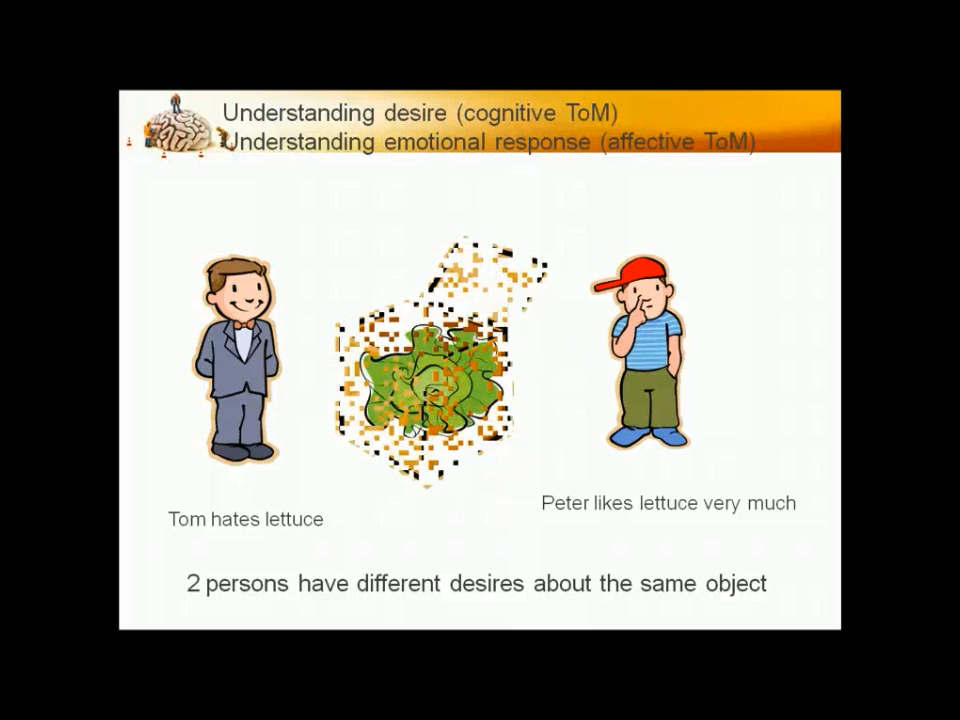 Understanding desire (cognitive ToM)
Understanding emotional response (affective ToM)
Tom hates lettuce
Peter likes lettuce very much
2 persons have different desires about the same object